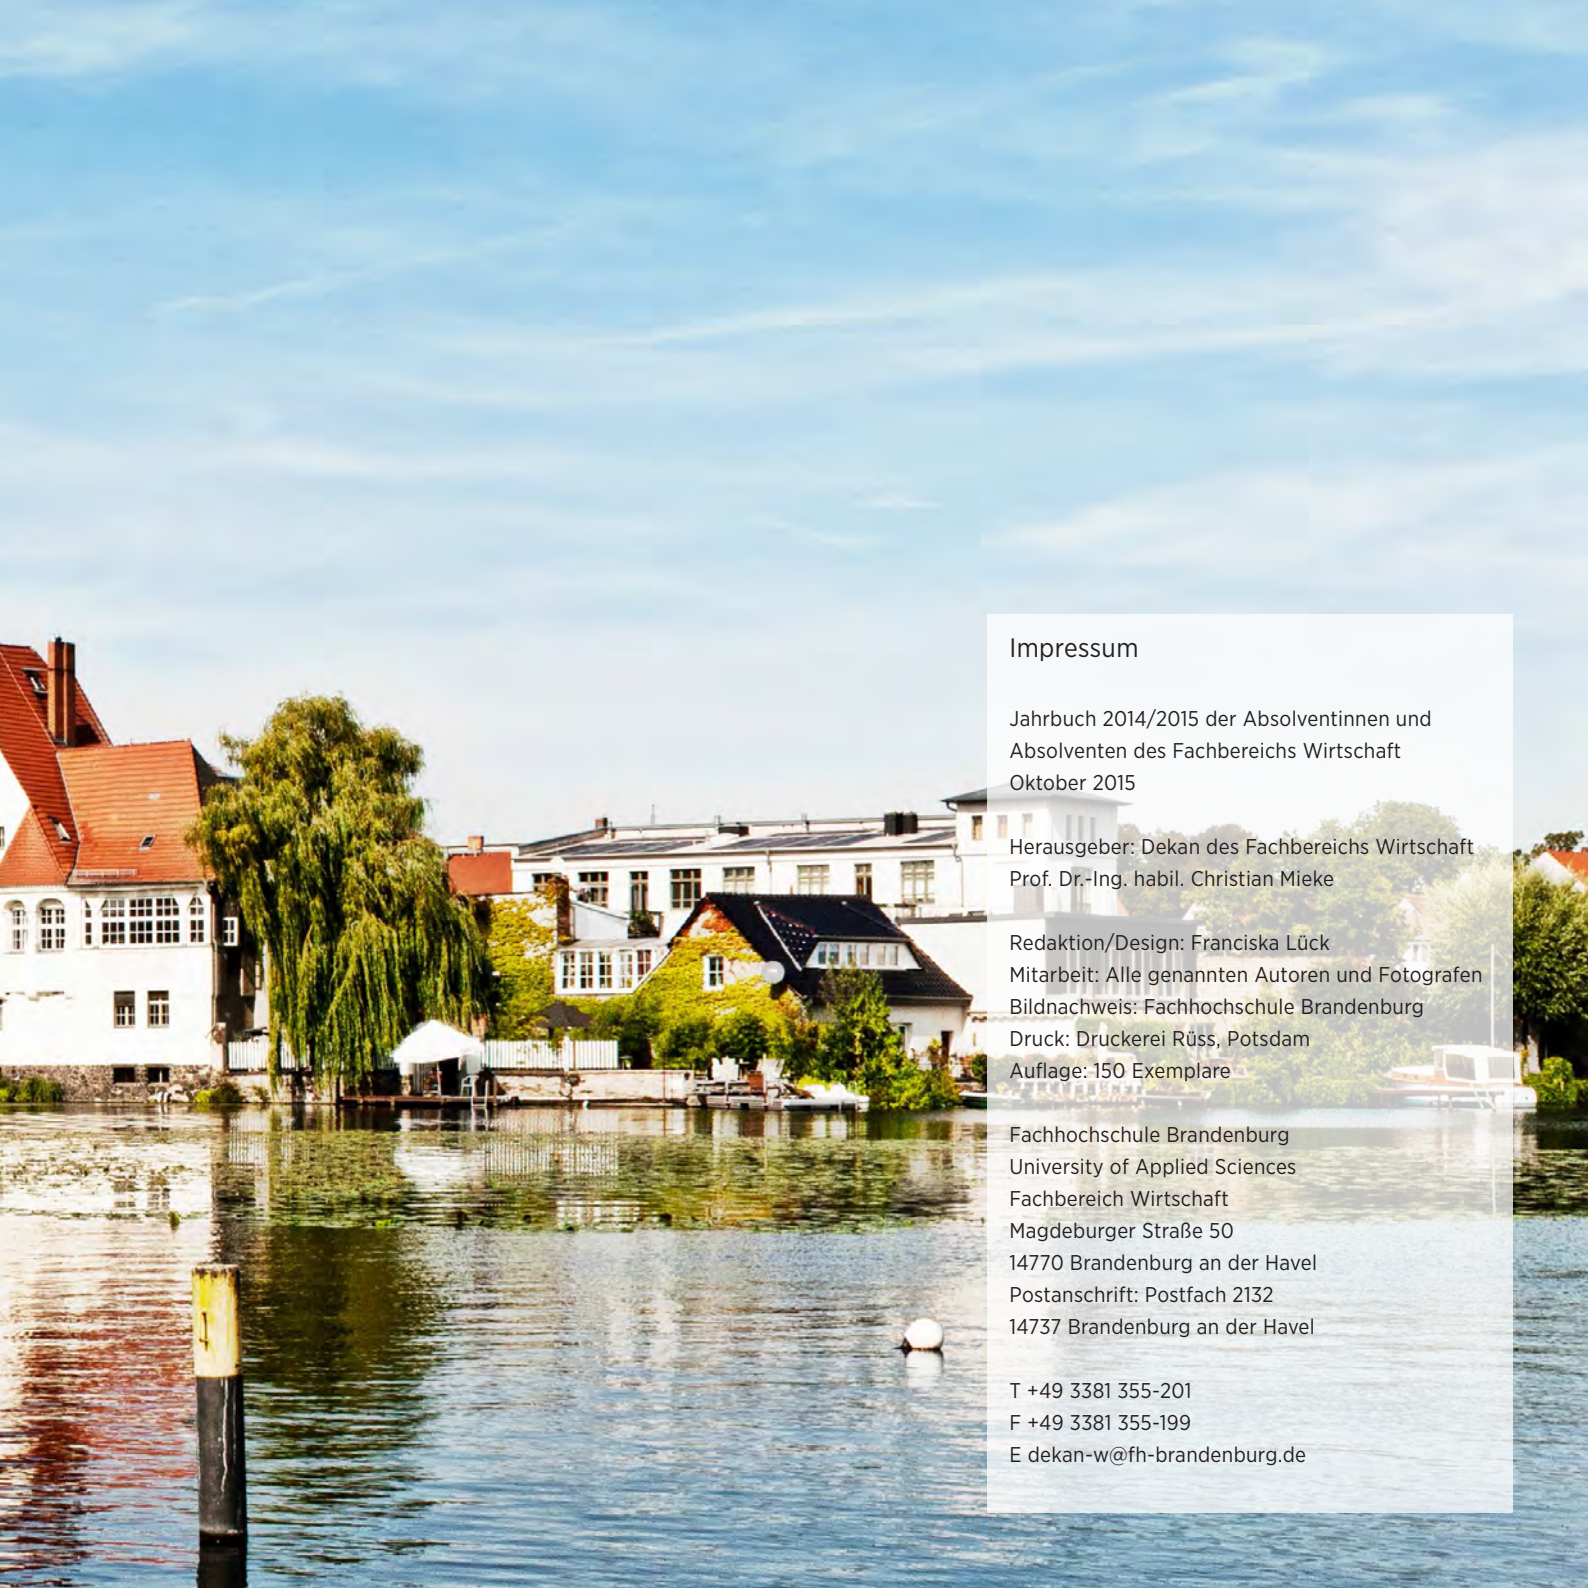 Impressum
Jahrbuch 2014/2015 der Absolventinnen und
Absolventen des Fachbereichs Wirtschaft
Oktober 2015
Herausgeber: Dekan des Fachbereichs Wirtschaft
Prof. Dr.-Ing. habil. Christian Mieke
Redaktion/Design: Franciska Lück
Mitarbeit: Alle genannten Autoren und Fotografen
Bildnachweis: Fachhochschule Brandenburg
Druck: Druckerei Rüss, Potsdam
Auflage: 150 Exemplare
Fachhochschule Brandenburg
University of Applied Sciences
Fachbereich Wirtschaft
Magdeburger Straße 50
14770 Brandenburg an der Havel
Postanschrift: Postfach 2132
14737 Brandenburg an der Havel
T +49 3381 355-201
F +49 3381 355-199
E dekan-w@fh-brandenburg.de
1